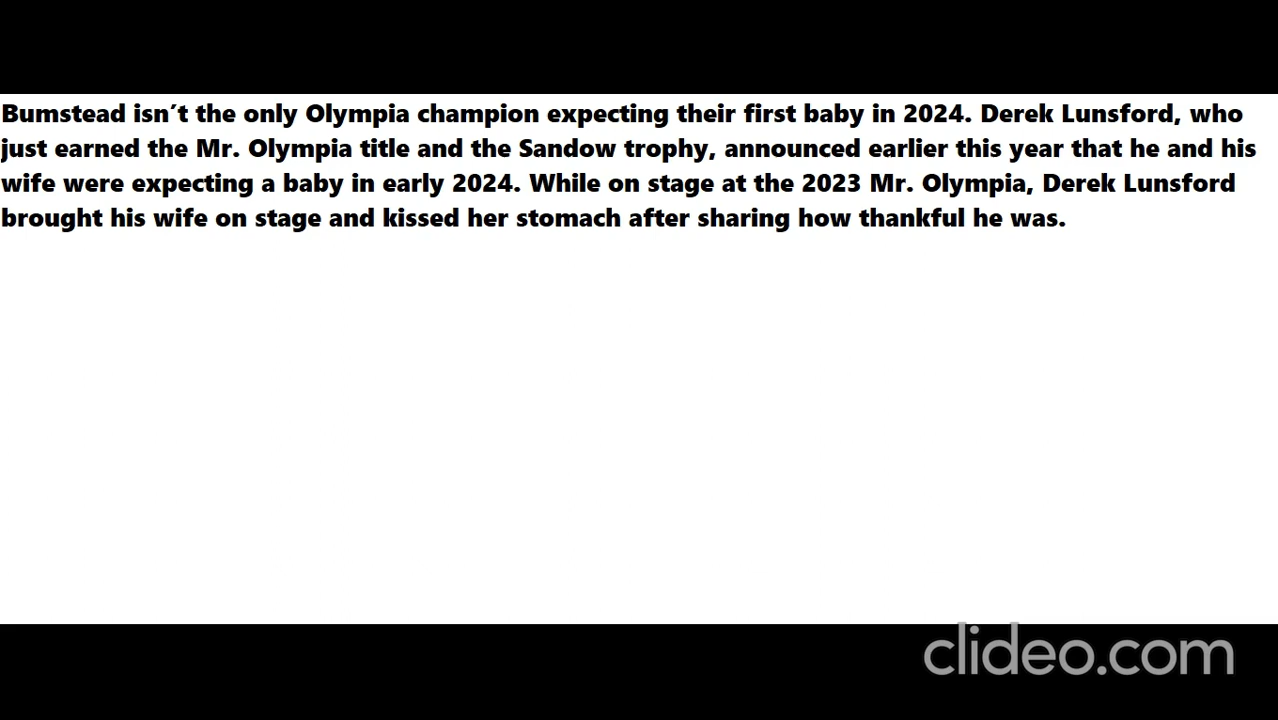 Bumstead isn´t the only Olympia champion expecting their first baby in 2024. Derek Lunsford, who
just earned the Mr. Olympia title and the Sandow trophy, announced earlier this year that he and his
wife were expecting a baby in early 2024. While on stage at the 2023 Mr. Olympia, Derek Lunsford
brought his wife on stage and kissed her stomach after sharing how thankful he was.
clideo.com